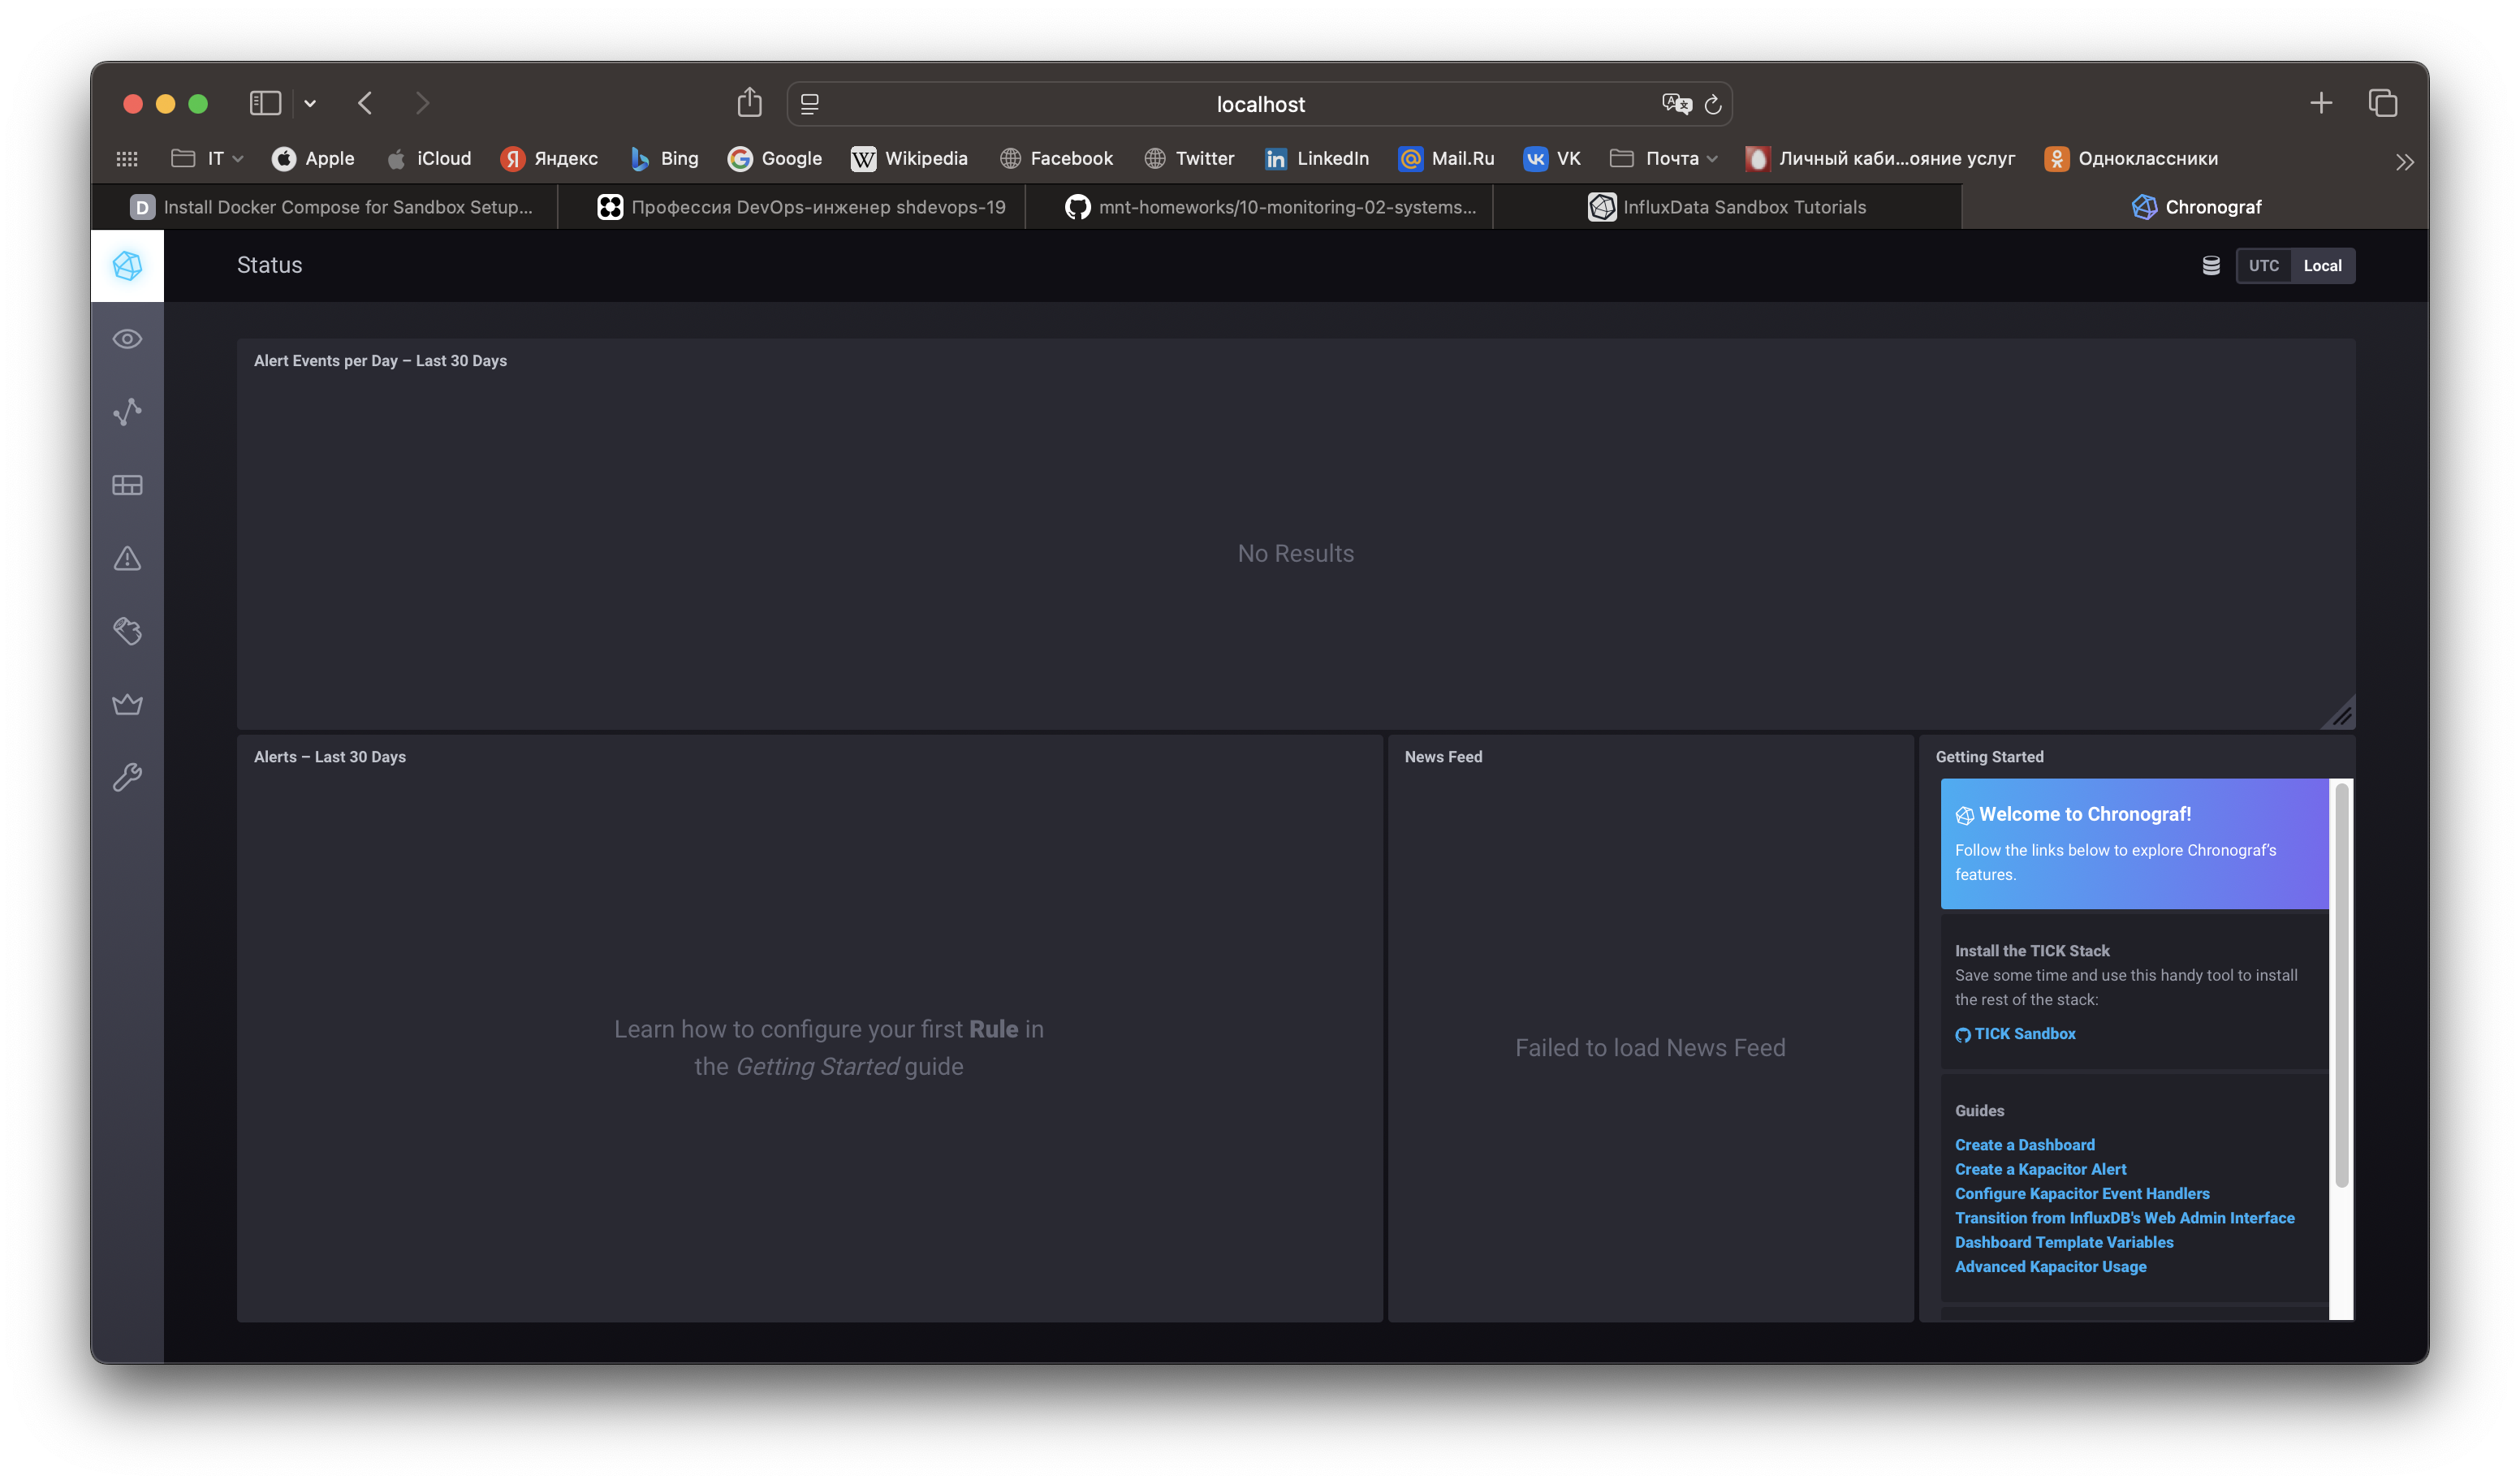 localhost
IT
Apple
iCloud
Яндекс
Bing
Google
Wikipedia
Facebook
Twitter
LinkedIn
Mail.Ru
VK
Почта
Личный каби...ояние услуг
Одноклассники
Install Docker Compose for Sandbox Setup...
Профессия DevOps-инженер shdevops-19
mnt-homeworks/10-monitoring-02-systems...
InfluxData Sandbox Tutorials
Chronograf
Status
UTC
Local
Alert Events per Day – Last 30 Days
No Results
Alerts – Last 30 Days
Learn how to configure your first Rule in
the Getting Started guide
News Feed
Failed to load News Feed
Getting Started
Welcome to Chronograf!
Follow the links below to explore Chronograf's
features.
Install the TICK Stack
Save some time and use this handy tool to install
the rest of the stack:
TICK Sandbox
Guides
Create a Dashboard
Create a Kapacitor Alert
Configure Kapacitor Event Handlers
Transition from InfluxDB's Web Admin Interface
Dashboard Template Variables
Advanced Kapacitor Usage